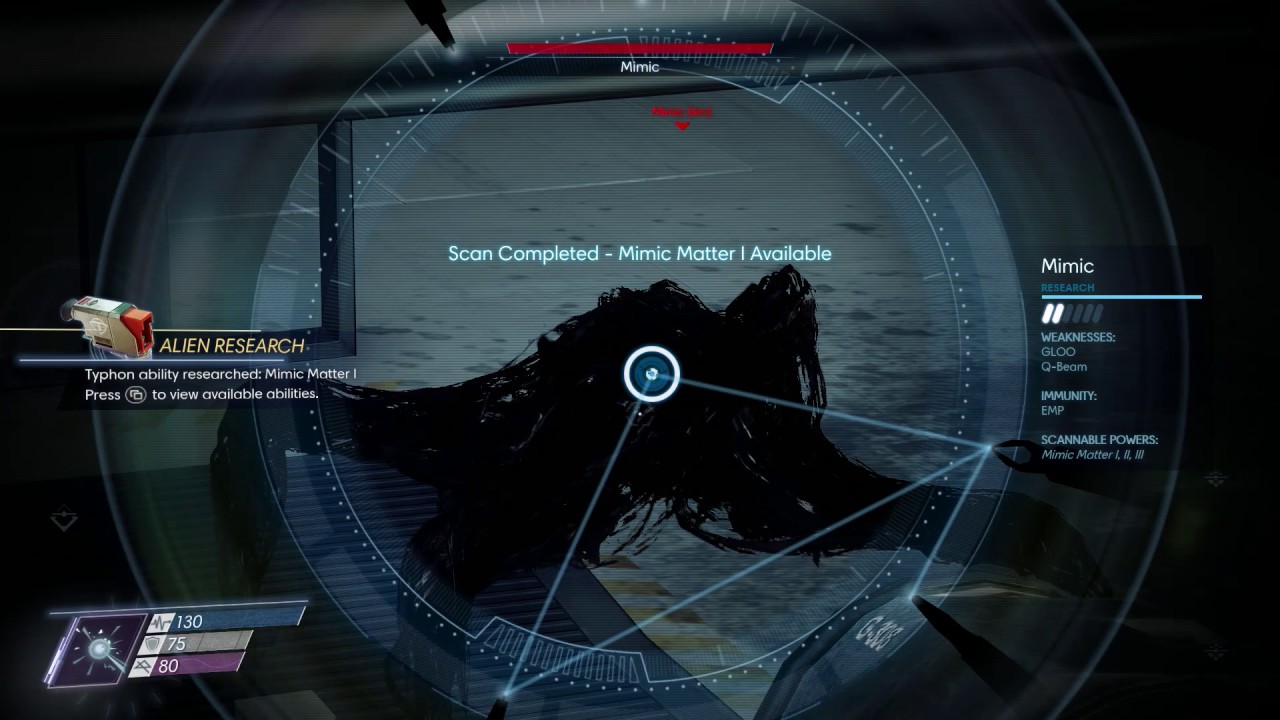 Mimic
Scan Completed - Mimic Matter I Available
ALIEN RESEARCH
Typhon ability researched: Mimic Matter I
Press to view available abilities.
Mimic
RESEARCH
WEAKNESSES:
GLOO
Q-Beam
IMMUNITY:
EMP
SCANNABLE POWERS:
Mimic Matter I, II, III
130
75
80